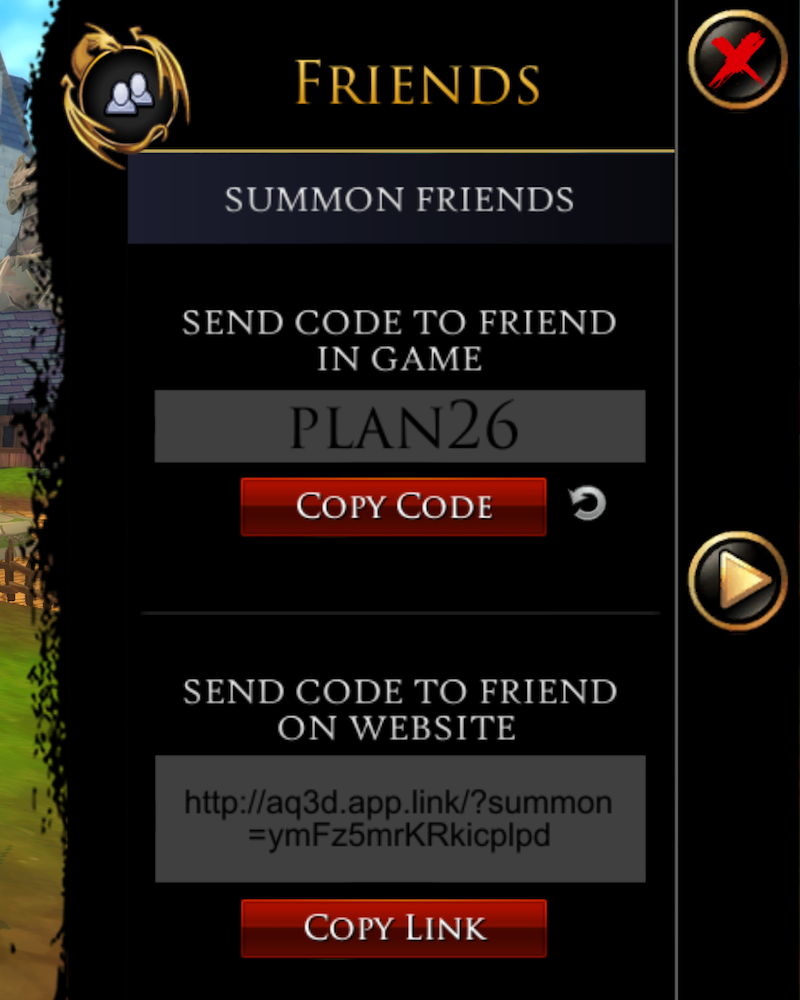 Friends
SUMMON FRIENDS
SEND CODE TO FRIEND
IN GAME
PLAN26
Copy Code
SEND CODE TO FRIEND
ON WEBSITE
http://aq3d.app.link/?summon
=ymFz5mrKRkicplpd
Copy Link